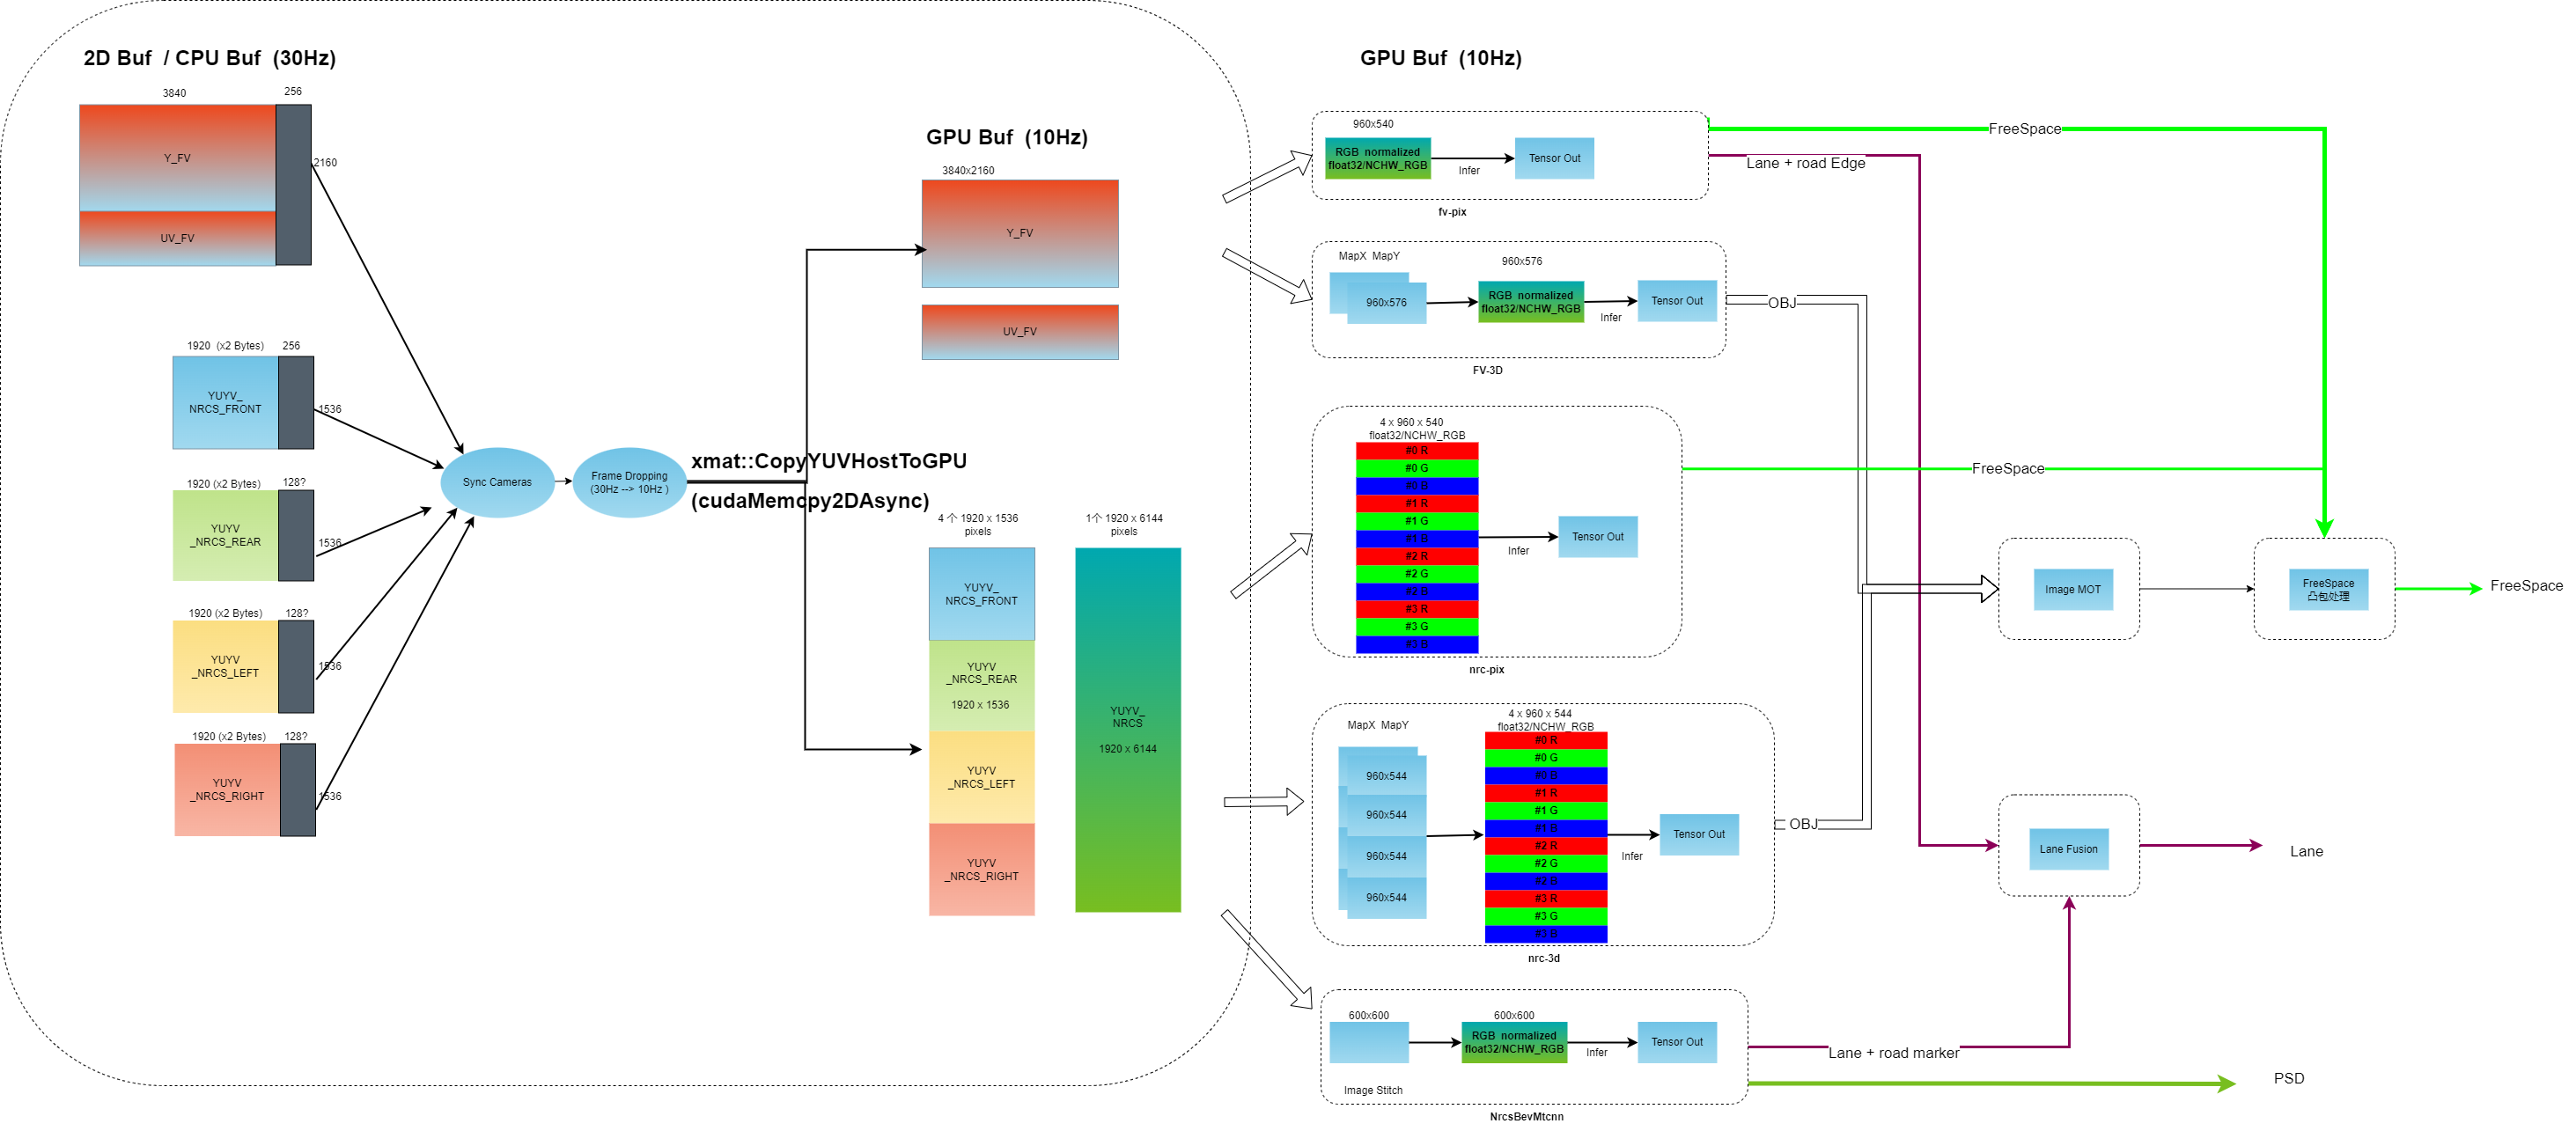 2D Buf / CPU Buf (30Hz)
3840
256
Y_FV
2160
UV_FV
1920 (x2 Bytes)
256
YUYV_
NRCS_FRONT
1536
1920 (x2 Bytes)
128?
YUYV
_NRCS_REAR
1536
1920 (x2 Bytes)
128?
YUYV
_NRCS_LEFT
1536
1920 (x2 Bytes)
128?
YUYV
_NRCS_RIGHT
1536
Sync Cameras
Frame Dropping
(30Hz --> 10Hz )
xmat::CopyYUVHostToGPU
(cudaMemcpy2DAsync)
GPU Buf (10Hz)
3840x2160
Y_FV
UV_FV
4 个 1920 x 1536
pixels
YUYV_
NRCS_FRONT
YUYV
_NRCS_REAR
1920 x 1536
YUYV
_NRCS_LEFT
YUYV
_NRCS_RIGHT
1个 1920 x 6144
pixels
YUYV_
NRCS
1920 x 6144
GPU Buf (10Hz)
960x540
RGB normalized
float32/NCHW_RGB
Infer
Tensor Out
fv-pix
MapX MapY
960x576
960x576
RGB normalized
float32/NCHW_RGB
Infer
Tensor Out
FV-3D
4 x 960 x 540
float32/NCHW_RGB
#0 R
#0 G
#0 B
#1 R
#1 G
#1 B
#2 R
#2 G
#2 B
#3 R
#3 G
#3 B
Infer
Tensor Out
nrc-pix
MapX MapY
960x544
960x544
960x544
960x544
4 x 960 x 544
float32/NCHW_RGB
#0 R
#0 G
#0 B
#1 R
#1 G
#1 B
#2 R
#2 G
#2 B
#3 R
#3 G
#3 B
Infer
Tensor Out
nrc-3d
600x600
Image Stitch
600x600
RGB normalized
float32/NCHW_RGB
Infer
Tensor Out
NrcsBevMtcnn
FreeSpace
Lane + road Edge
OBJ
FreeSpace
OBJ
Lane + road marker
PSD
Image MOT
FreeSpace
凸包处理
FreeSpace
Lane Fusion
Lane